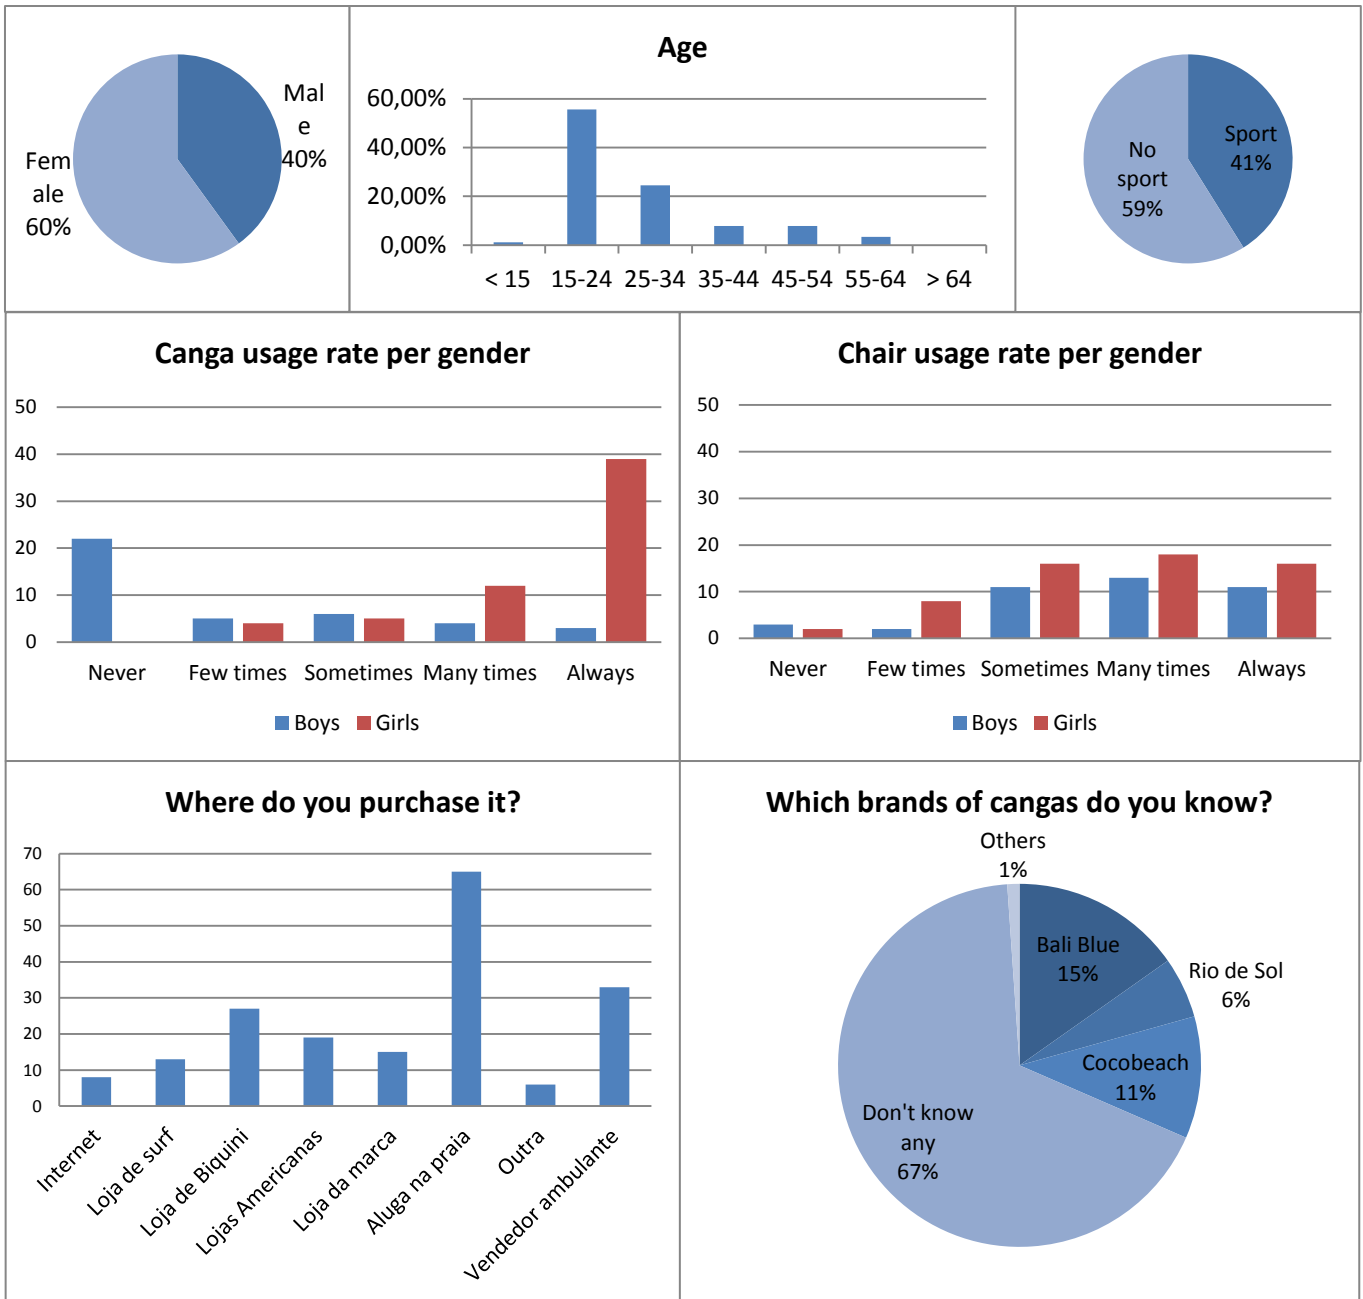 Mal
e
40%
Fem
ale
60%
Age
60,00%
40,00%
20,00%
0,00%
< 15 15-24 25-34 35-44 45-54 55-64 > 64
Sport
41%
No
sport
59%
Canga usage rate per gender
50
40
30
20
10
0
Never Few times Sometimes Many times Always
Boys Girls
Chair usage rate per gender
50
40
30
20
10
0
Never Few times Sometimes Many times Always
Boys Girls
Where do you purchase it?
70
60
50
40
30
20
10
0
Internet
Loja de surf
Loja de Biquini
Lojas Americanas
Loja da marca
Aluga na praia
Outra
Vendedor ambulante
Which brands of cangas do you know?
Others
1%
Bali Blue
15%
Rio de Sol
6%
Cocobeach
11%
Don't know
any
67%